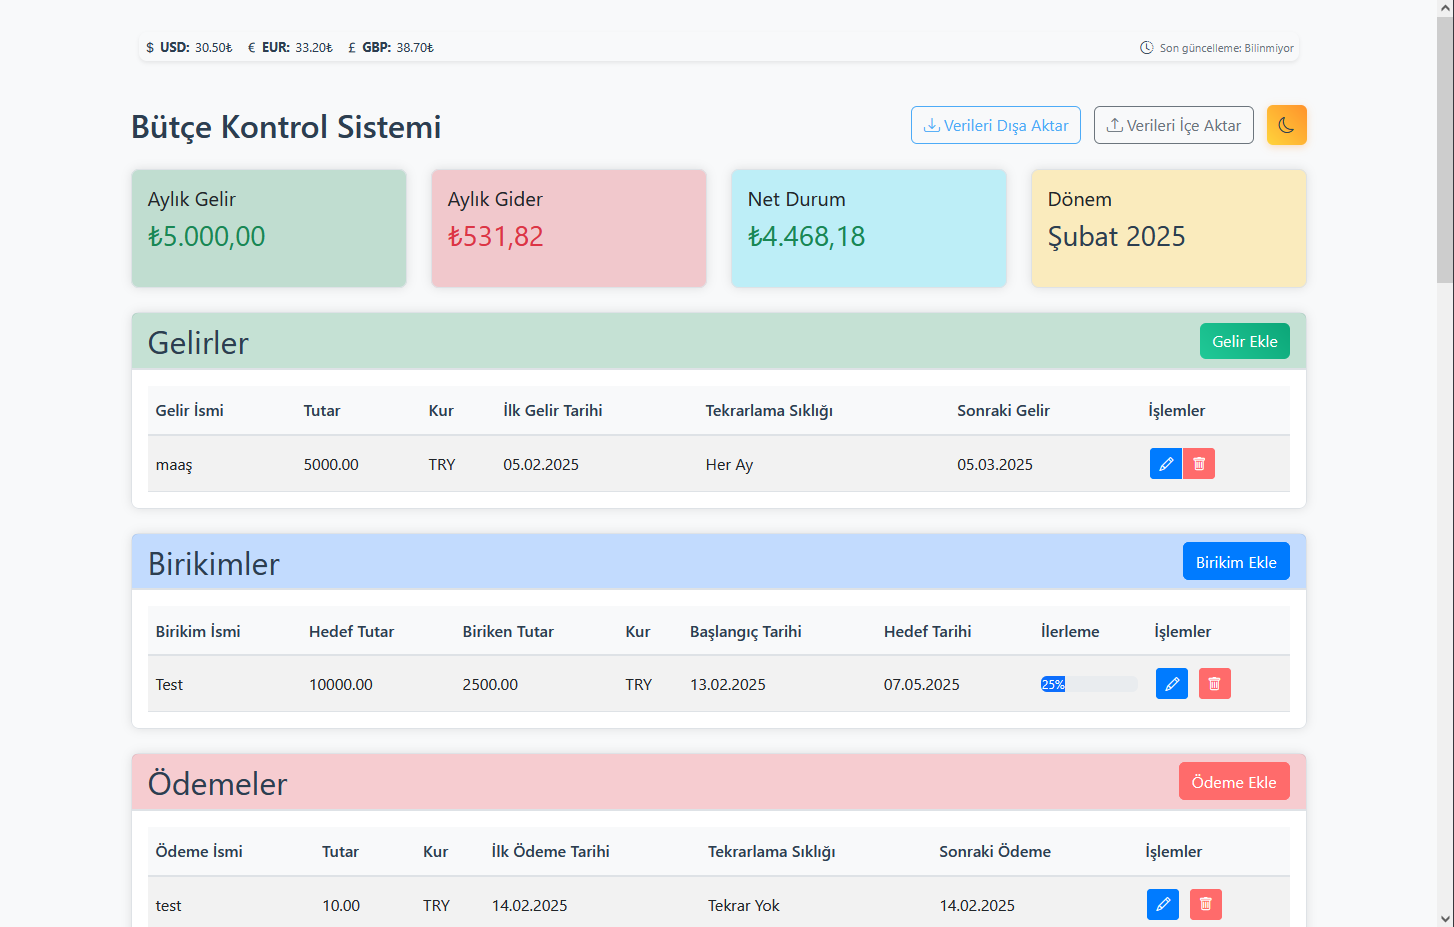 $ USD: 30.50₺ € EUR: 33.20₺ £ GBP: 38.70₺ Son güncelleme: Bilinmiyor
Bütçe Kontrol Sistemi Verileri Dışa Aktar Verileri İçe Aktar
Aylık Gelir Aylık Gider Net Durum Dönem
₺5.000,00 ₺531,82 ₺4.468,18 Şubat 2025
Gelirler Gelir Ekle
Gelir İsmi Tutar Kur İlk Gelir Tarihi Tekrarlama Sıklığı Sonraki Gelir İşlemler
maaş 5000.00 TRY 05.02.2025 Her Ay 05.03.2025
Birikimler Birikim Ekle
Birikim İsmi Hedef Tutar Biriken Tutar Kur Başlangıç Tarihi Hedef Tarihi İlerleme İşlemler
Test 10000.00 2500.00 TRY 13.02.2025 07.05.2025 25%
Ödemeler Ödeme Ekle
Ödeme İsmi Tutar Kur İlk Ödeme Tarihi Tekrarlama Sıklığı Sonraki Ödeme İşlemler
test 10.00 TRY 14.02.2025 Tekrar Yok 14.02.2025